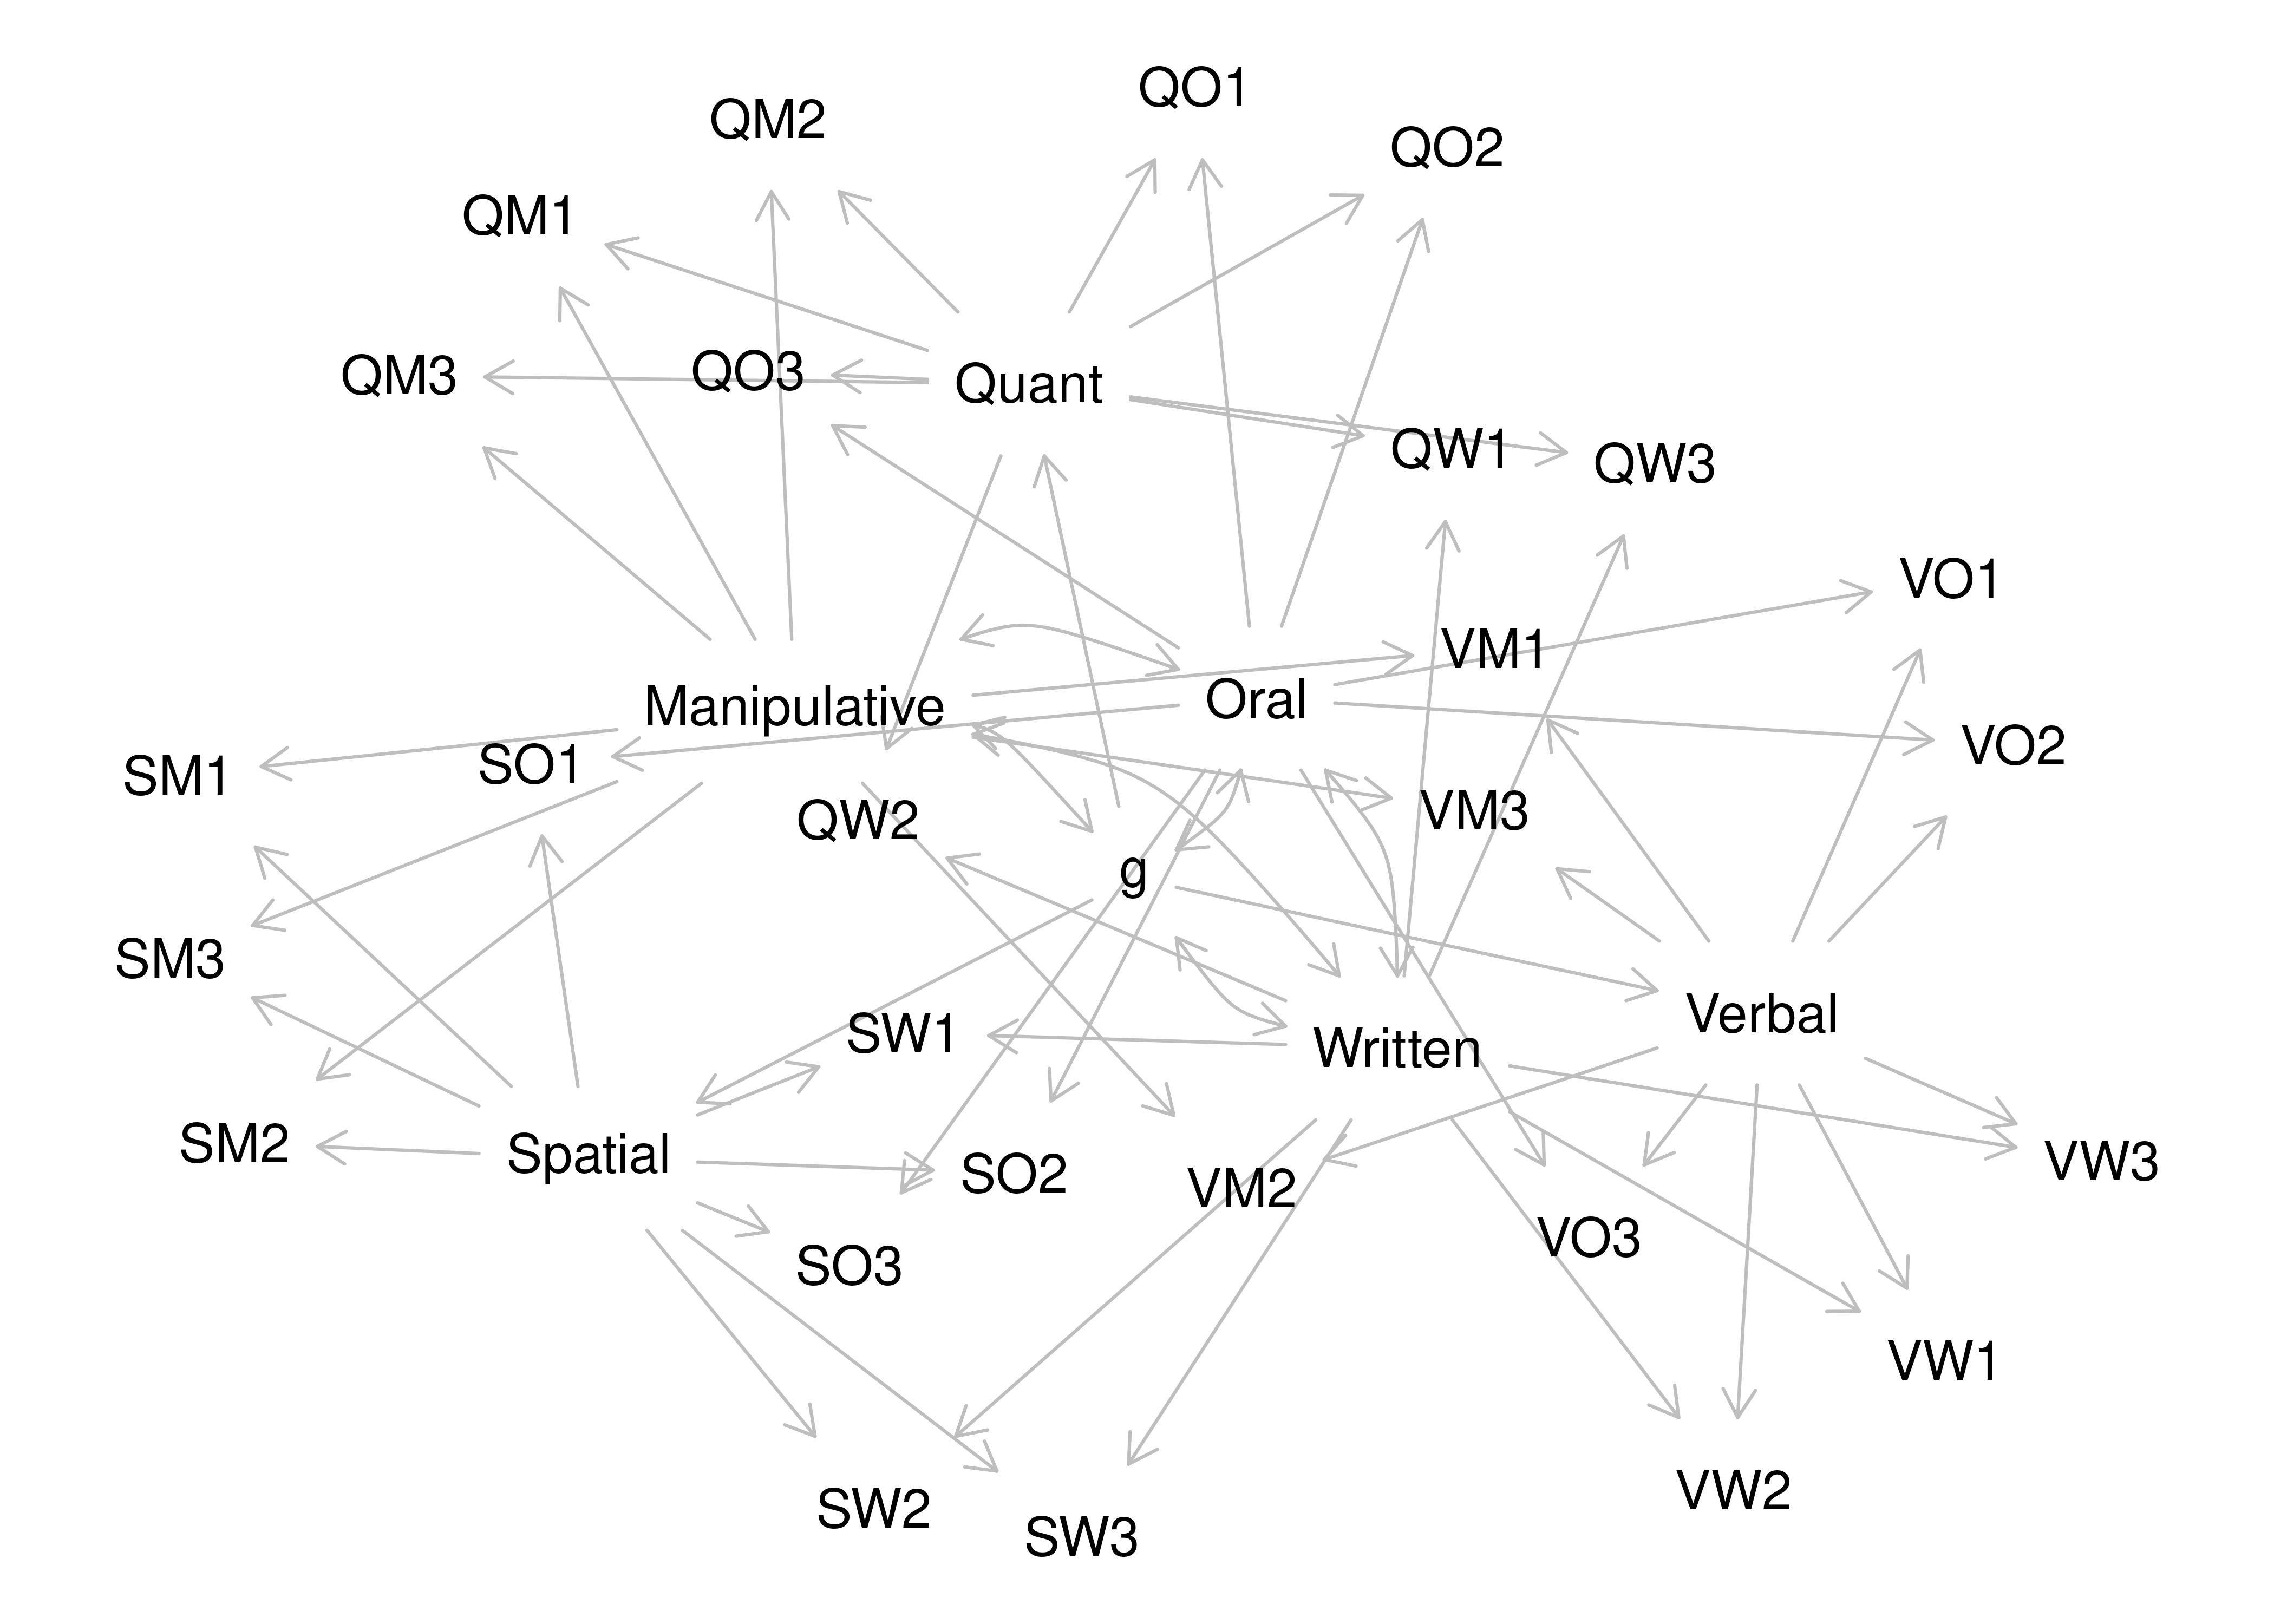 QO1
QM2
QO2
QM1
QO3
QM3
Quant
QW1
QW3
VO1
VM1
Oral
Manipulative
VO2
SO1
SM1
VM3
QW2
g
SM3
Verbal
SW1
Written
SM2
Spatial
VW3
SO2
VM2
VO3
SO3
VW1
VW2
SW2
SW3